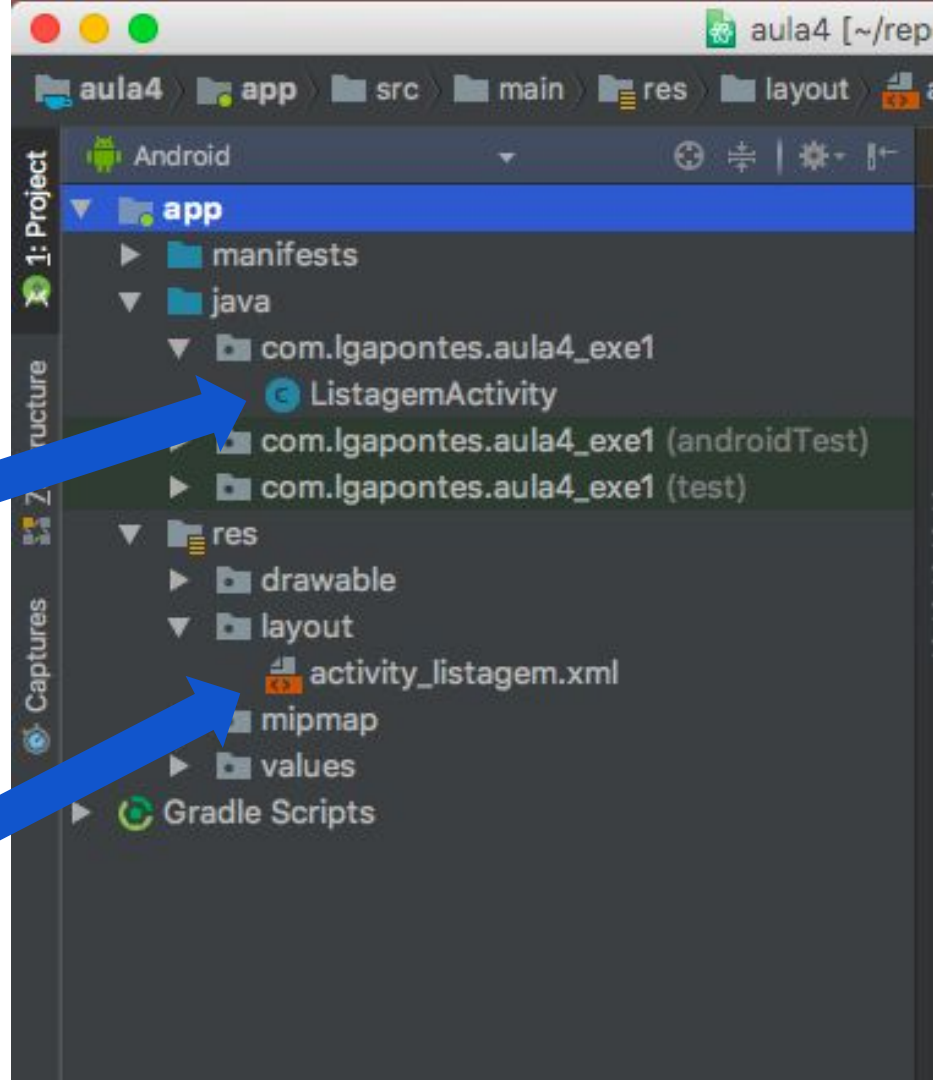 aula4 [~/rep
aula4 app src main res layout a
Android
1: Project
app
manifests
java
com.lgapontes.aula4_exe1
ListagemActivity
com.lgapontes.aula4_exe1 (androidTest)
com.lgapontes.aula4_exe1 (test)
res
drawable
layout
activity_listagem.xml
mipmap
values
Gradle Scripts
Captures